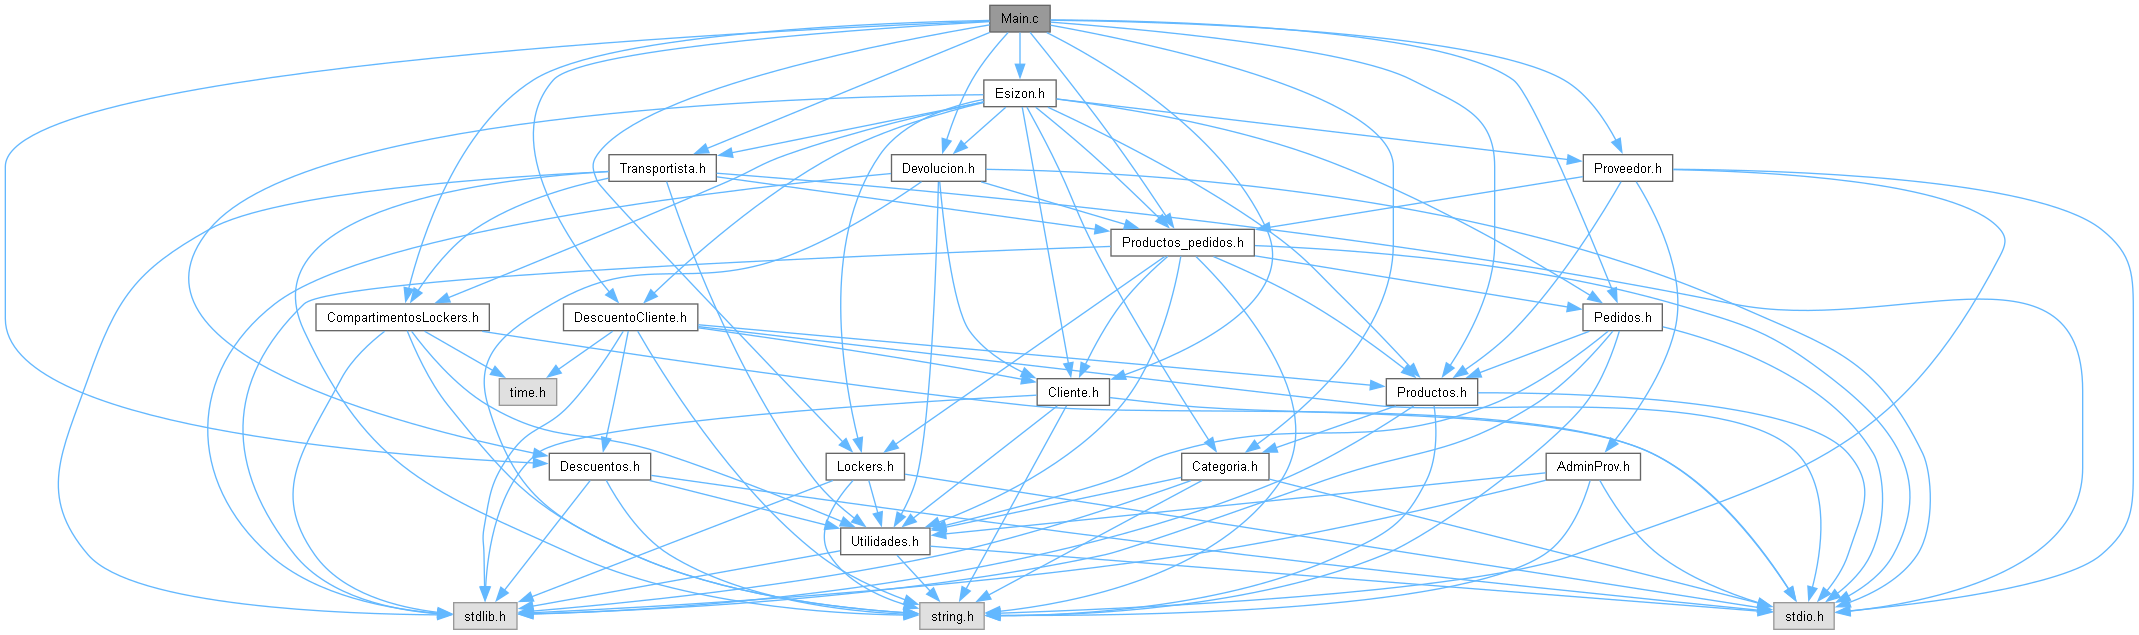 Main.c
Esizon.h
Transportista.h
Devolucion.h
Proveedor.h
Productos_pedidos.h
CompartimentosLockers.h
DescuentoCliente.h
Pedidos.h
time.h
Cliente.h
Productos.h
Descuentos.h
Lockers.h
Categoria.h
AdminProv.h
Utilidades.h
stdlib.h
string.h
stdio.h